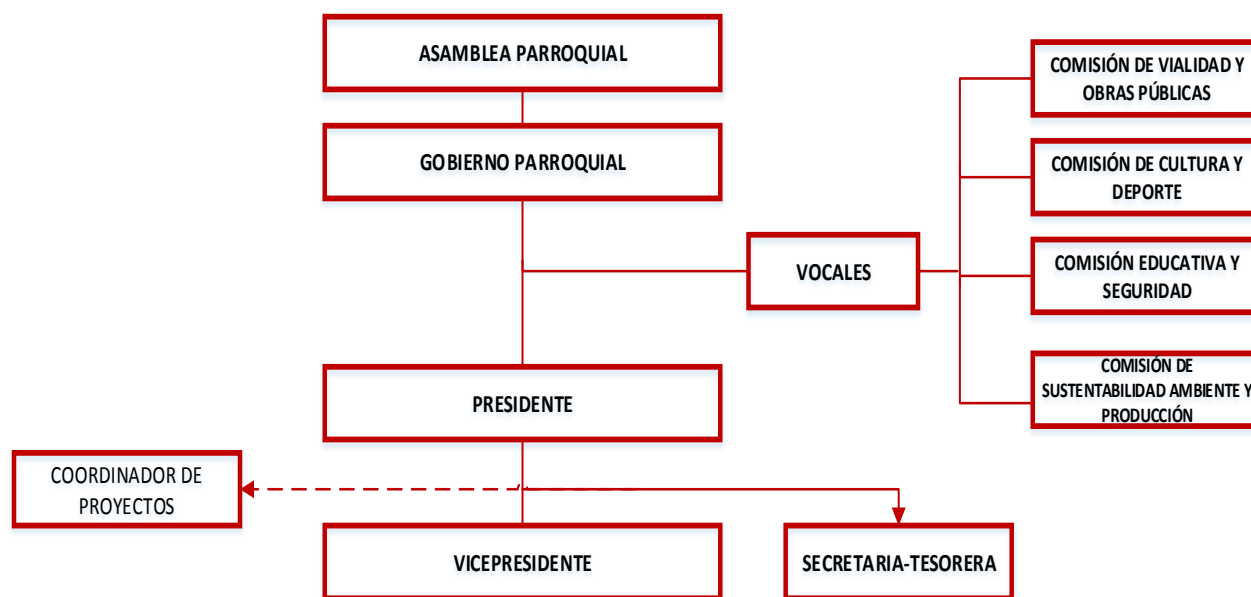 ASAMBLEA PARROQUIAL
GOBIERNO PARROQUIAL
VOCALES
COMISIÓN DE VIALIDAD Y
OBRAS PÚBLICAS
COMISIÓN DE CULTURA Y
DEPORTE
COMISIÓN EDUCATIVA Y
SEGURIDAD
COMISIÓN DE
SUSTENTABILIDAD AMBIENTE Y
PRODUCCIÓN
PRESIDENTE
COORDINADOR DE
PROYECTOS
VICEPRESIDENTE
SECRETARIA-TESORERA